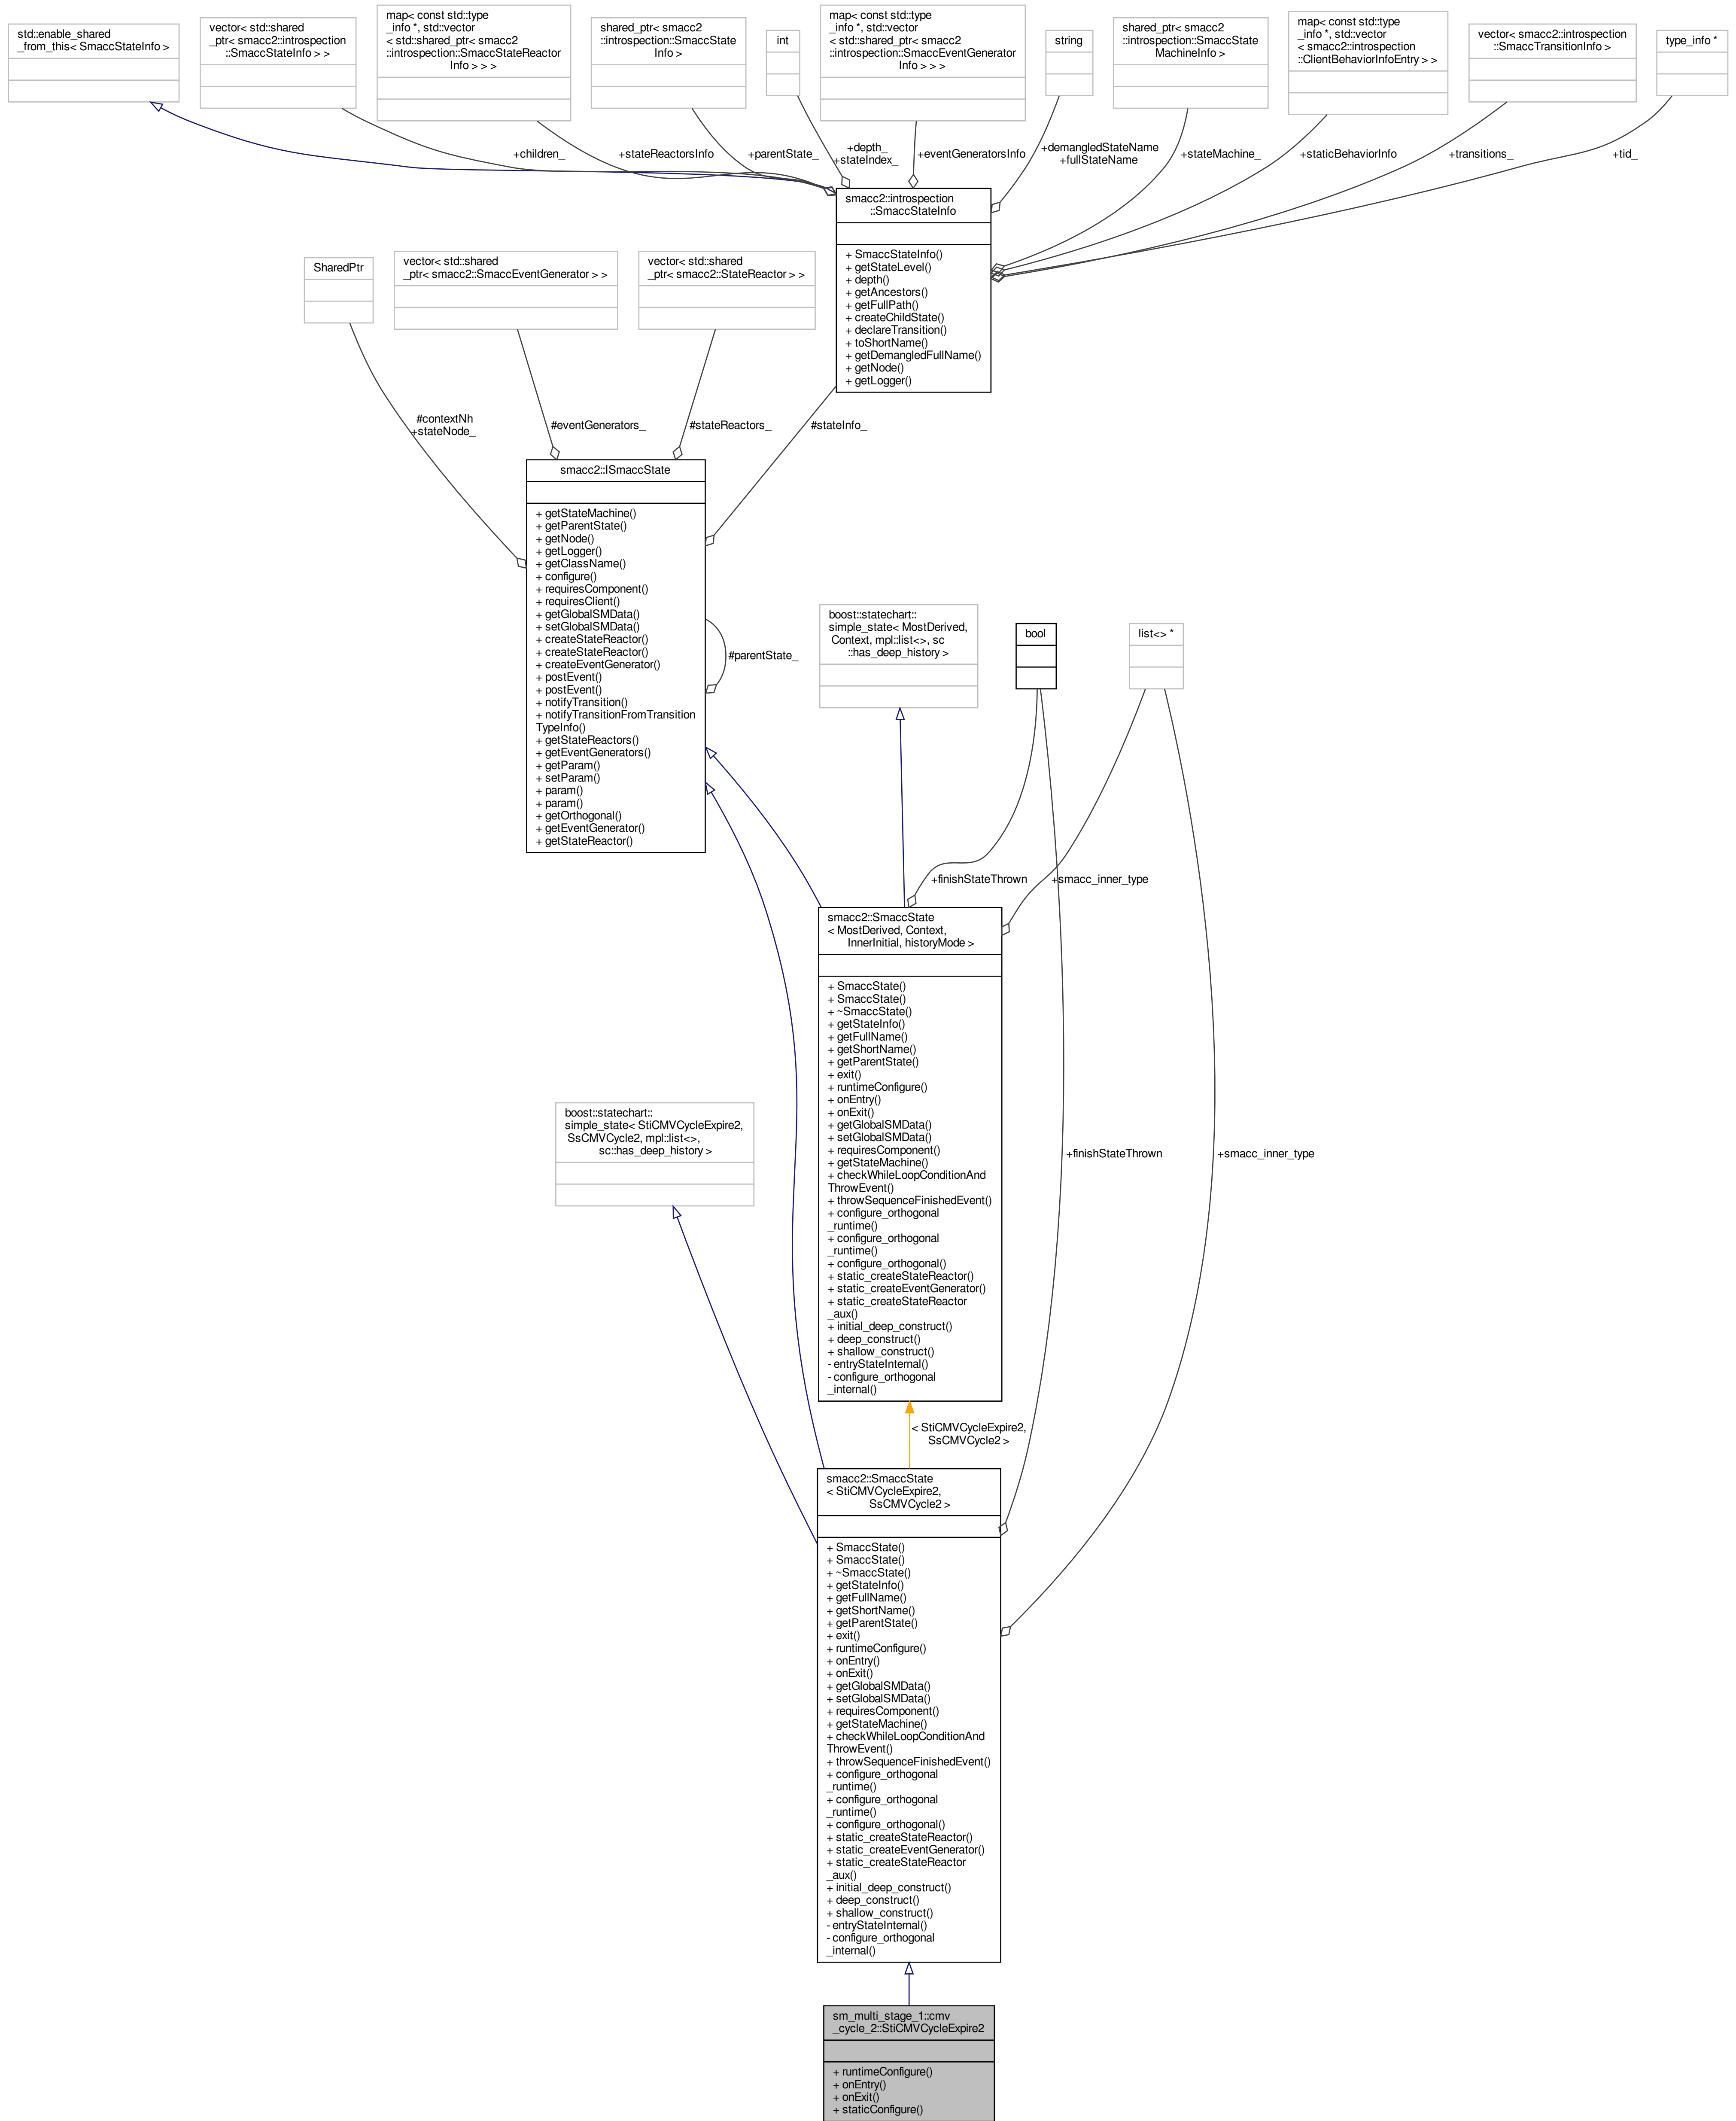 std::enable_shared
_from_this< SmaccStateInfo >
vector< std::shared
_ptr< smacc2::introspection
::SmaccStateInfo > >
map< const std::type
_info *, std::vector
< std::shared_ptr< smacc2
::introspection::SmaccStateReactor
Info > > >
shared_ptr< smacc2
::introspection::SmaccState
Info >
int
map< const std::type
_info *, std::vector
< std::shared_ptr< smacc2
::introspection::SmaccEventGenerator
Info > > >
string
shared_ptr< smacc2
::introspection::SmaccState
MachineInfo >
map< const std::type
_info *, std::vector
< smacc2::introspection
::ClientBehaviorInfoEntry > >
vector< smacc2::introspection
::SmaccTransitionInfo >
type_info *
+children_
+stateReactorsInfo
+parentState_
+depth_
+stateIndex_
+eventGeneratorsInfo
+demangledStateName
+fullStateName
+stateMachine_
+staticBehaviorInfo
+transitions_
+tid_
smacc2::introspection
::SmaccStateInfo
+ SmaccStateInfo()
+ getStateLevel()
+ depth()
+ getAncestors()
+ getFullPath()
+ createChildState()
+ declareTransition()
+ toShortName()
+ getDemangledFullName()
+ getNode()
+ getLogger()
SharedPtr
vector< std::shared
_ptr< smacc2::SmaccEventGenerator > >
vector< std::shared
_ptr< smacc2::StateReactor > >
#contextNh
+stateNode_
#eventGenerators_
#stateReactors_
#stateInfo_
smacc2::ISmaccState
+ getStateMachine()
+ getParentState()
+ getNode()
+ getLogger()
+ getClassName()
+ configure()
+ requiresComponent()
+ requiresClient()
+ getGlobalSMData()
+ setGlobalSMData()
+ createStateReactor()
+ createStateReactor()
+ createEventGenerator()
+ postEvent()
+ postEvent()
+ notifyTransition()
+ notifyTransitionFromTransition
TypeInfo()
+ getStateReactors()
+ getEventGenerators()
+ getParam()
+ setParam()
+ param()
+ param()
+ getOrthogonal()
+ getEventGenerator()
+ getStateReactor()
#parentState_
boost::statechart::
simple_state< MostDerived,
Context, mpl::list<>, sc
::has_deep_history >
bool
list<> *
+finishStateThrown
+smacc_inner_type
smacc2::SmaccState
< MostDerived, Context,
InnerInitial, historyMode >
+ SmaccState()
+ SmaccState()
+ ~SmaccState()
+ getStateInfo()
+ getFullName()
+ getShortName()
+ getParentState()
+ exit()
+ runtimeConfigure()
+ onEntry()
+ onExit()
+ getGlobalSMData()
+ setGlobalSMData()
+ requiresComponent()
+ getStateMachine()
+ checkWhileLoopConditionAnd
ThrowEvent()
+ throwSequenceFinishedEvent()
+ configure_orthogonal
_runtime()
+ configure_orthogonal
_runtime()
+ configure_orthogonal()
+ static_createStateReactor()
+ static_createEventGenerator()
+ static_createStateReactor
_aux()
+ initial_deep_construct()
+ deep_construct()
+ shallow_construct()
- entryStateInternal()
- configure_orthogonal
_internal()
boost::statechart::
simple_state< StiCMVCycleExpire2,
SsCMVCycle2, mpl::list<>,
sc::has_deep_history >
+finishStateThrown
+smacc_inner_type
< StiCMVCycleExpire2,
SsCMVCycle2 >
smacc2::SmaccState
< StiCMVCycleExpire2,
SsCMVCycle2 >
+ SmaccState()
+ SmaccState()
+ ~SmaccState()
+ getStateInfo()
+ getFullName()
+ getShortName()
+ getParentState()
+ exit()
+ runtimeConfigure()
+ onEntry()
+ onExit()
+ getGlobalSMData()
+ setGlobalSMData()
+ requiresComponent()
+ getStateMachine()
+ checkWhileLoopConditionAnd
ThrowEvent()
+ throwSequenceFinishedEvent()
+ configure_orthogonal
_runtime()
+ configure_orthogonal
_runtime()
+ configure_orthogonal()
+ static_createStateReactor()
+ static_createEventGenerator()
+ static_createStateReactor
_aux()
+ initial_deep_construct()
+ deep_construct()
+ shallow_construct()
- entryStateInternal()
- configure_orthogonal
_internal()
sm_multi_stage_1::cmv
_cycle_2::StiCMVCycleExpire2
+ runtimeConfigure()
+ onEntry()
+ onExit()
+ staticConfigure()